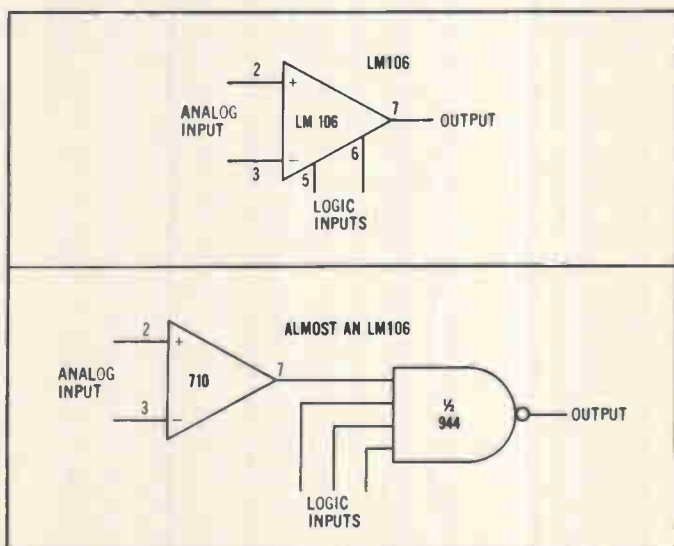 LM106
2
+
ANALOG
INPUT
LM 106
7
OUTPUT
3
−
5
6
LOGIC
INPUTS
ALMOST AN LM106
2
+
ANALOG
INPUT
710
7
3
−
½
944
OUTPUT
LOGIC
INPUTS